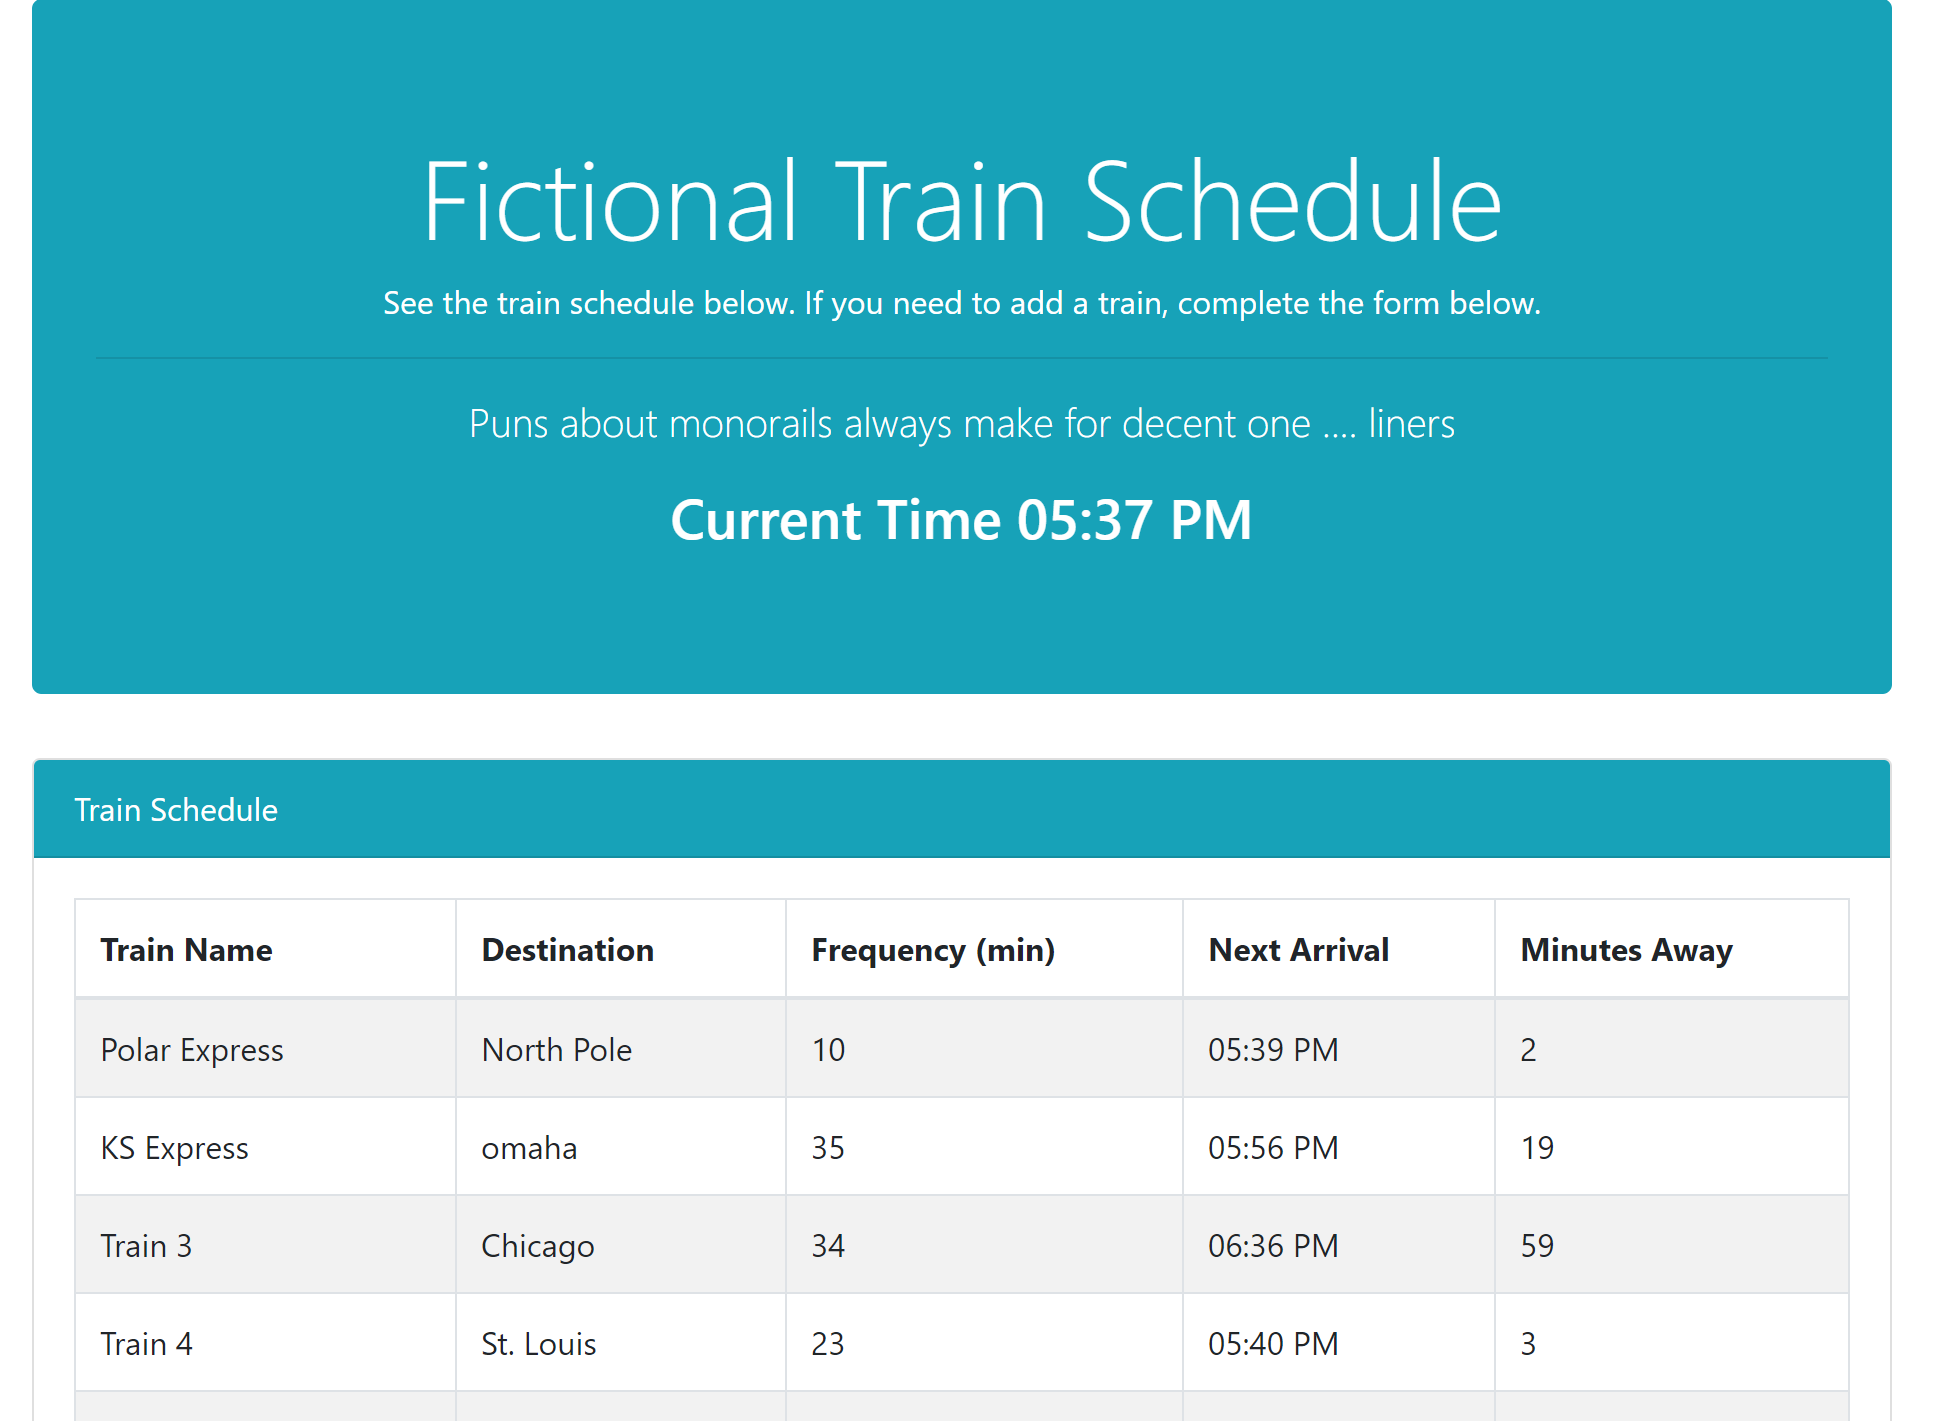 Fictional Train Schedule
See the train schedule below. If you need to add a train, complete the form below.
Puns about monorails always make for decent one .... liners
Current Time 05:37 PM
Train Schedule
Train Name Destination Frequency (min) Next Arrival Minutes Away
Polar Express North Pole 10 05:39 PM 2
KS Express omaha 35 05:56 PM 19
Train 3 Chicago 34 06:36 PM 59
Train 4 St. Louis 23 05:40 PM 3